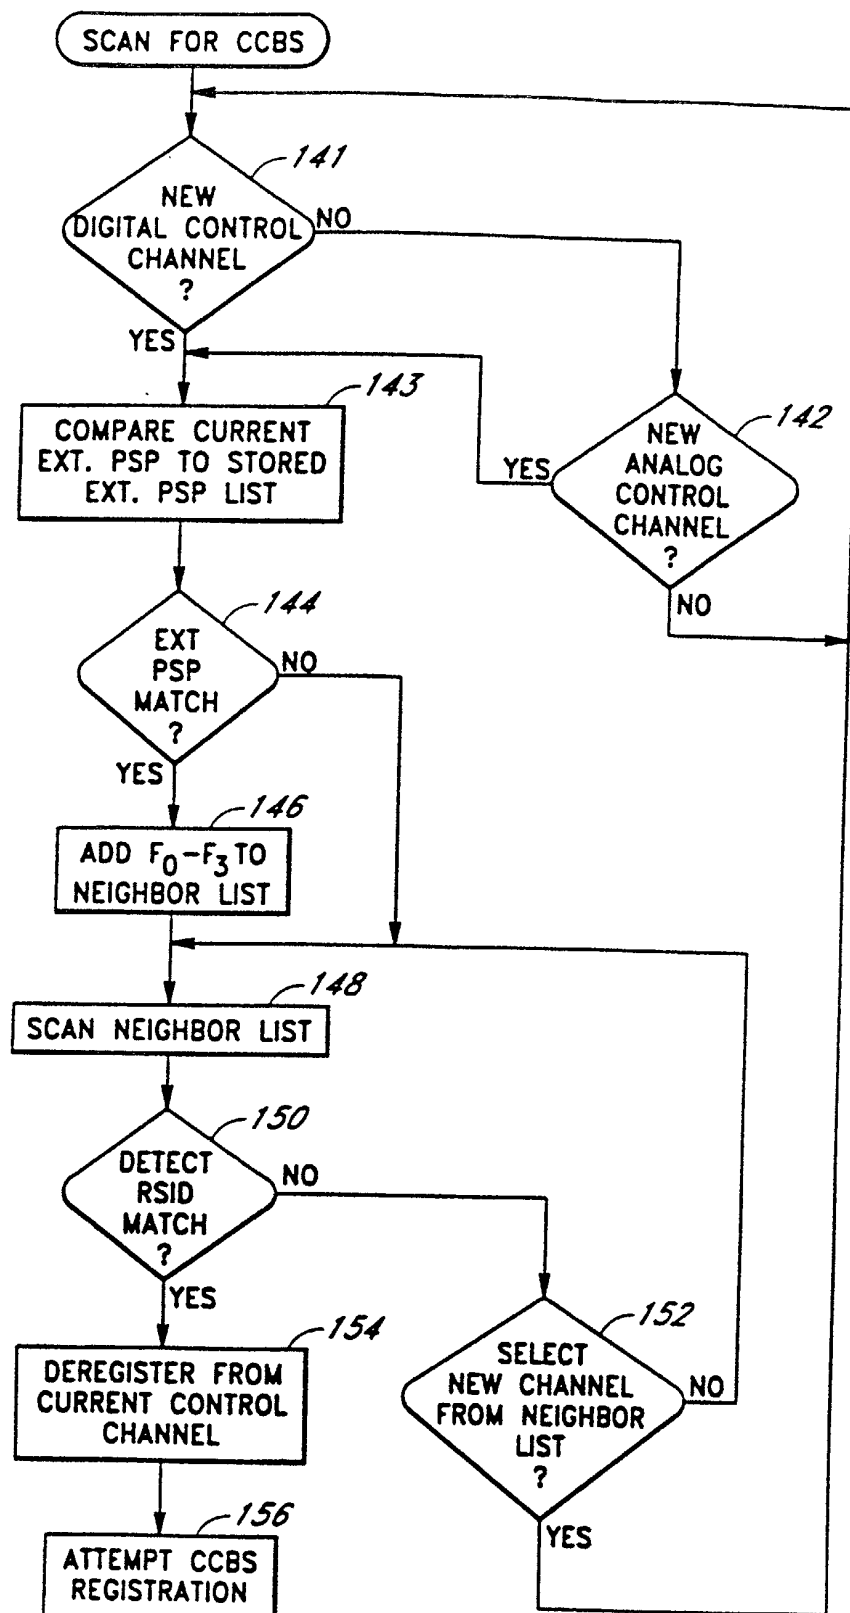 SCAN FOR CCBS
141
NEW
DIGITAL CONTROL
CHANNEL
?
NO
YES
143
COMPARE CURRENT
EXT. PSP TO STORED
EXT. PSP LIST
142
NEW
ANALOG
CONTROL
CHANNEL
?
YES
NO
144
EXT
PSP
MATCH
?
NO
YES
146
ADD F0-F3 TO
NEIGHBOR LIST
148
SCAN NEIGHBOR LIST
150
DETECT
RSID
MATCH
?
NO
YES
154
DEREGISTER FROM
CURRENT CONTROL
CHANNEL
152
SELECT
NEW CHANNEL
FROM NEIGHBOR
LIST
?
NO
YES
156
ATTEMPT CCBS
REGISTRATION